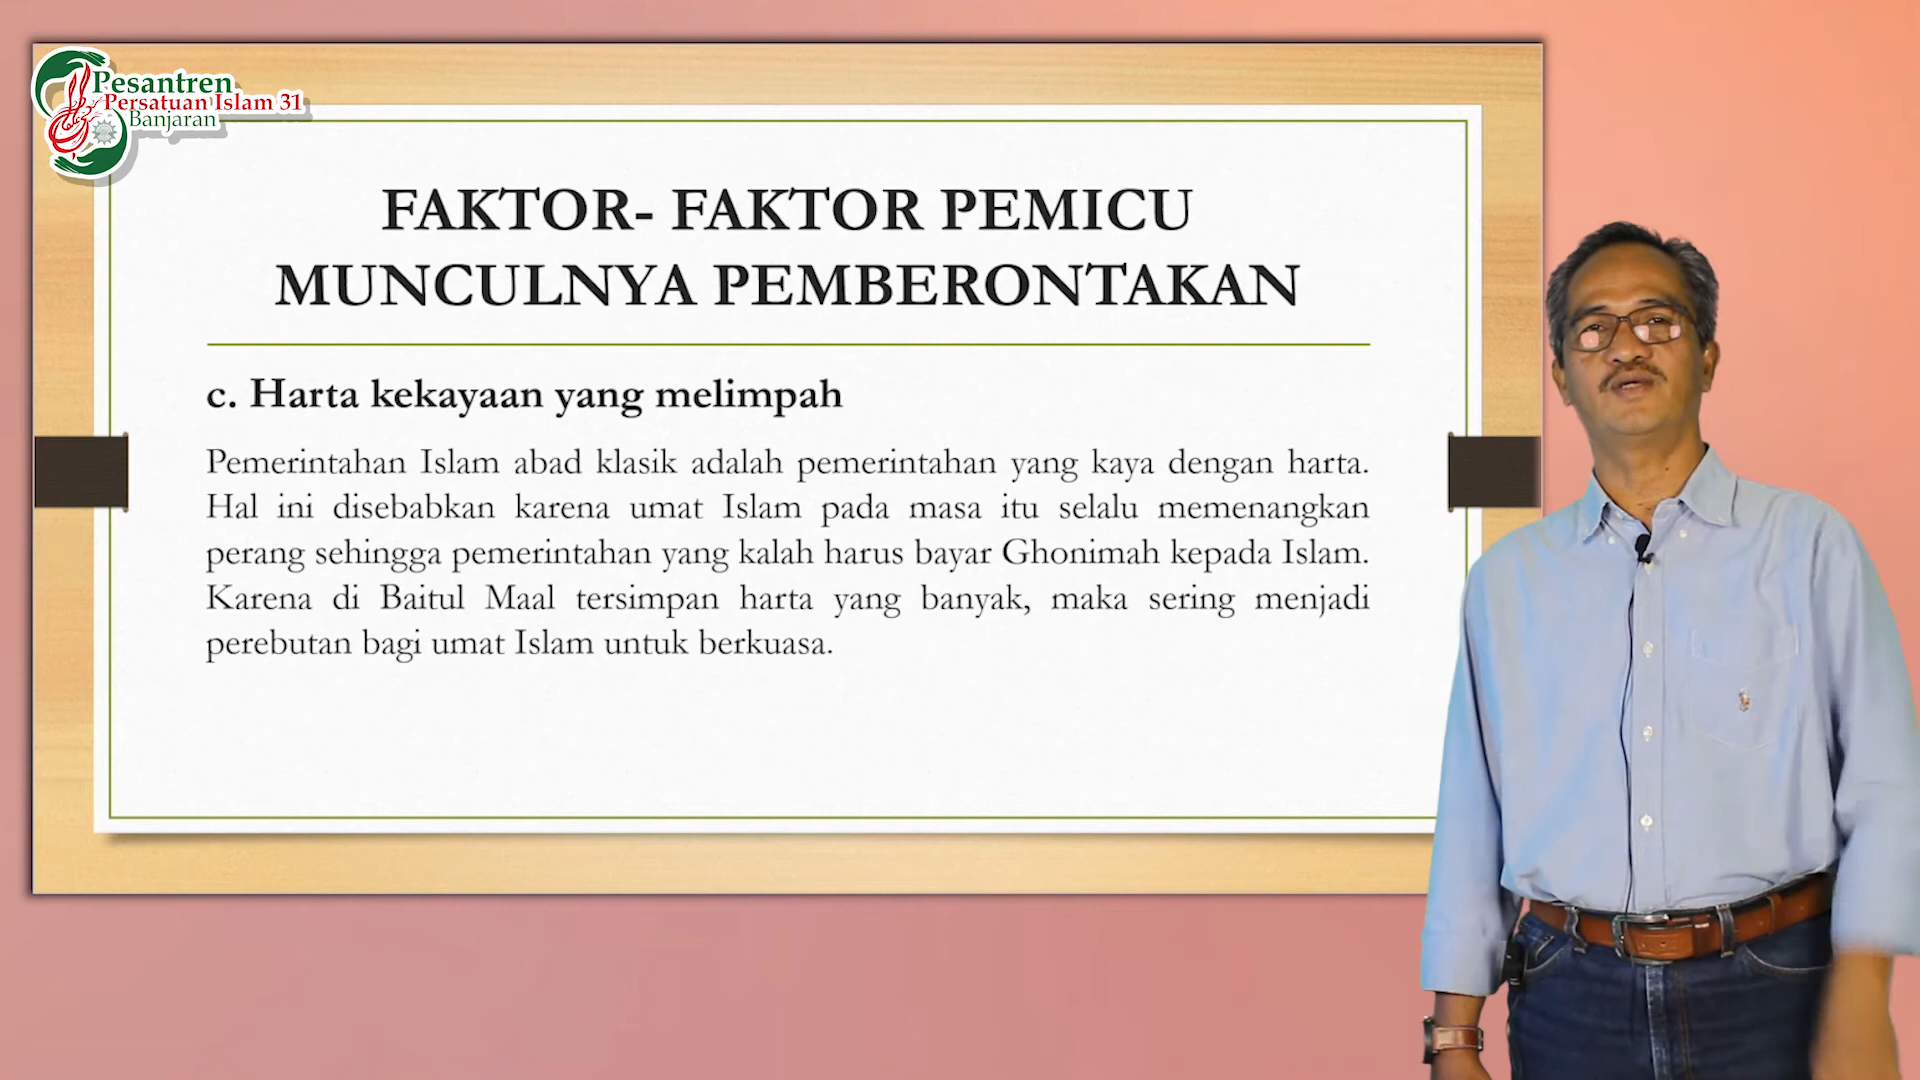 Pesantren
Persatuan Islam 31
Banjaran
FAKTOR- FAKTOR PEMICU
MUNCULNYA PEMBERONTAKAN
c. Harta kekayaan yang melimpah
Pemerintahan Islam abad klasik adalah pemerintahan yang kaya dengan harta.
Hal ini disebabkan karena umat Islam pada masa itu selalu memenangkan
perang sehingga pemerintahan yang kalah harus bayar Ghonimah kepada Islam.
Karena di Baitul Maal tersimpan harta yang banyak, maka sering menjadi
perebutan bagi umat Islam untuk berkuasa.